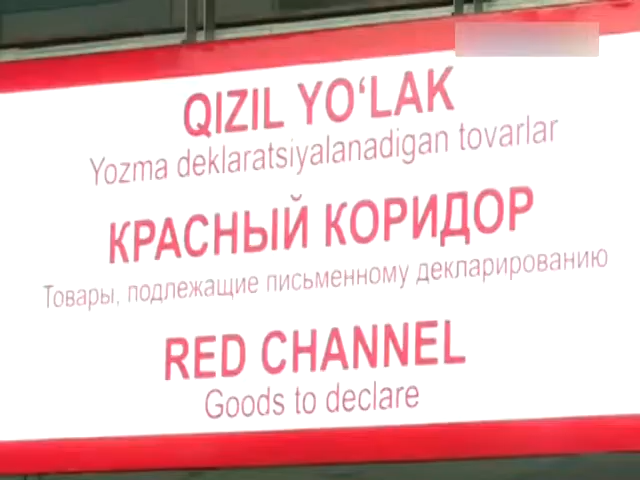 QIZIL YO‘LAK
Yozma deklaratsiyalanadigan tovarlar
КРАСНЫЙ КОРИДОР
Товары, подлежащие письменному декларированию
RED CHANNEL
Goods to declare